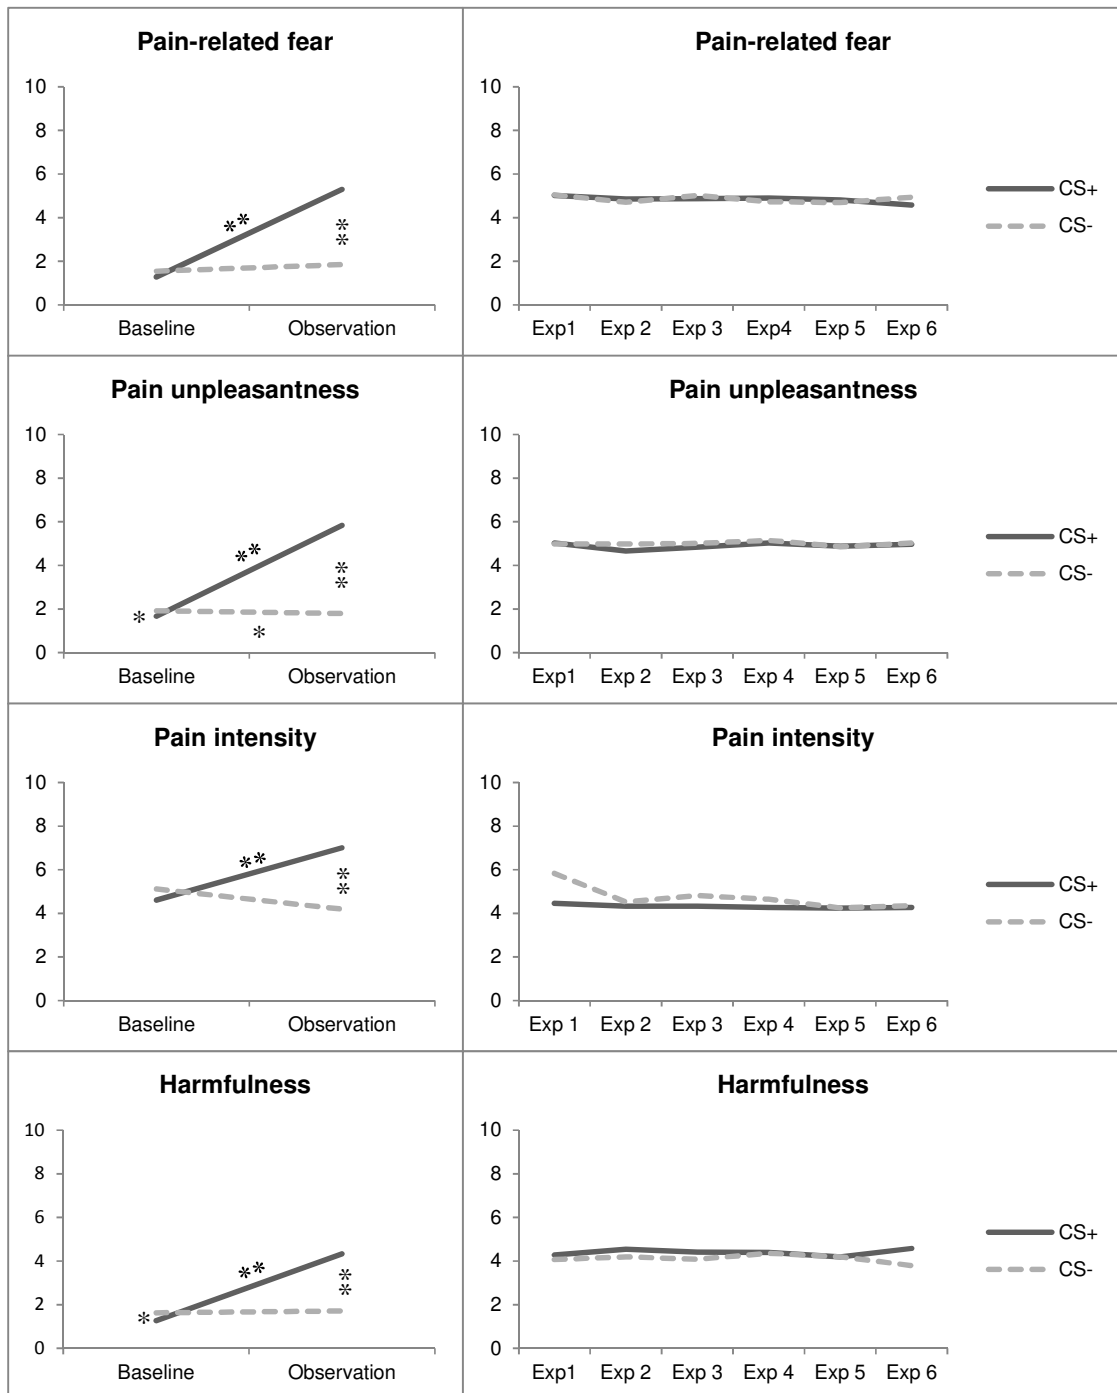 Pain-related fear
10
8
6
4
2
0
**
**
Baseline Observation
Pain-related fear
10
8
6
4
2
0
Exp1 Exp 2 Exp 3 Exp4 Exp 5 Exp 6
CS+
CS-
Pain unpleasantness
10
8
6
4
2
0
*
**
**
*
Baseline Observation
Pain unpleasantness
10
8
6
4
2
0
Exp1 Exp 2 Exp 3 Exp 4 Exp 5 Exp 6
CS+
CS-
Pain intensity
10
8
6
4
2
0
**
**
Baseline Observation
Pain intensity
10
8
6
4
2
0
Exp 1 Exp 2 Exp 3 Exp 4 Exp 5 Exp 6
CS+
CS-
Harmfulness
10
8
6
4
2
0
*
**
**
Baseline Observation
Harmfulness
10
8
6
4
2
0
Exp1 Exp 2 Exp 3 Exp 4 Exp 5 Exp 6
CS+
CS-